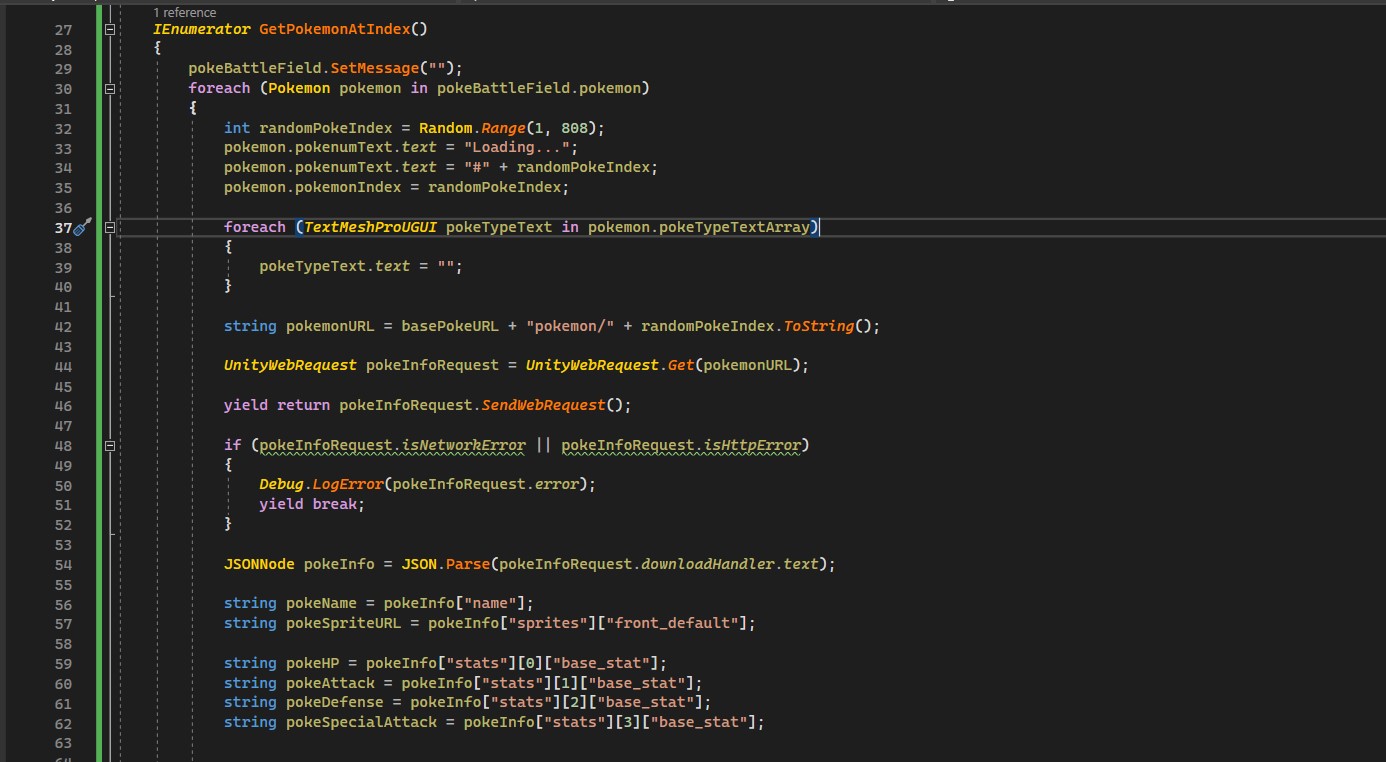 1 reference
27 IEnumerator GetPokemonAtIndex()
28 {
29 pokeBattleField.SetMessage("");
30 foreach (Pokemon pokemon in pokeBattleField.pokemon)
31 {
32 int randomPokeIndex = Random.Range(1, 808);
33 pokemon.pokenumText.text = "Loading...";
34 pokemon.pokenumText.text = "#" + randomPokeIndex;
35 pokemon.pokemonIndex = randomPokeIndex;
36
37 foreach (TextMeshProUGUI pokeTypeText in pokemon.pokeTypeTextArray)
38 {
39 pokeTypeText.text = "";
40 }
41
42 string pokemonURL = basePokeURL + "pokemon/" + randomPokeIndex.ToString();
43
44 UnityWebRequest pokeInfoRequest = UnityWebRequest.Get(pokemonURL);
45
46 yield return pokeInfoRequest.SendWebRequest();
47
48 if (pokeInfoRequest.isNetworkError || pokeInfoRequest.isHttpError)
49 {
50 Debug.LogError(pokeInfoRequest.error);
51 yield break;
52 }
53
54 JSONNode pokeInfo = JSON.Parse(pokeInfoRequest.downloadHandler.text);
55
56 string pokeName = pokeInfo["name"];
57 string pokeSpriteURL = pokeInfo["sprites"]["front_default"];
58
59 string pokeHP = pokeInfo["stats"][0]["base_stat"];
60 string pokeAttack = pokeInfo["stats"][1]["base_stat"];
61 string pokeDefense = pokeInfo["stats"][2]["base_stat"];
62 string pokeSpecialAttack = pokeInfo["stats"][3]["base_stat"];
63